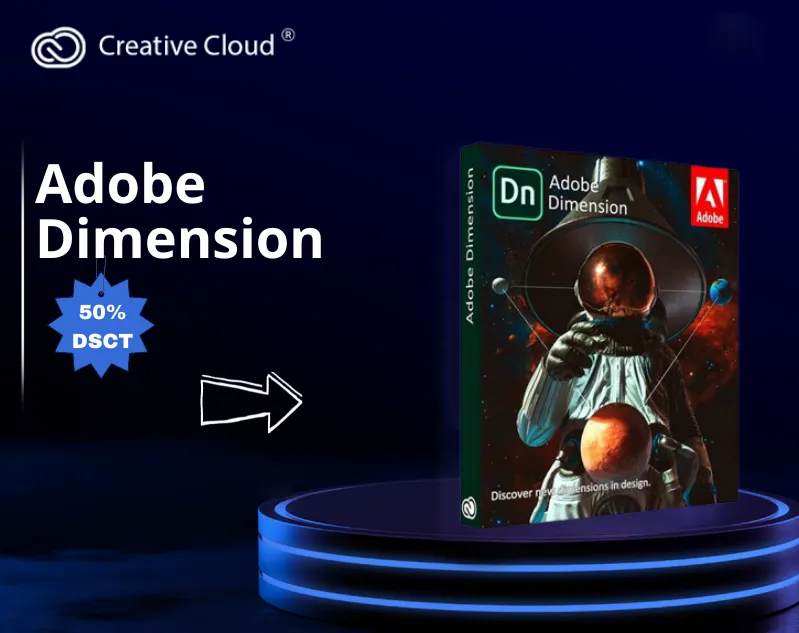 Creative Cloud ®
Adobe
Dimension
50%
DSCT
Adobe Dimension
Dn
Adobe
Dimension
Adobe
Discover new dimensions in design.